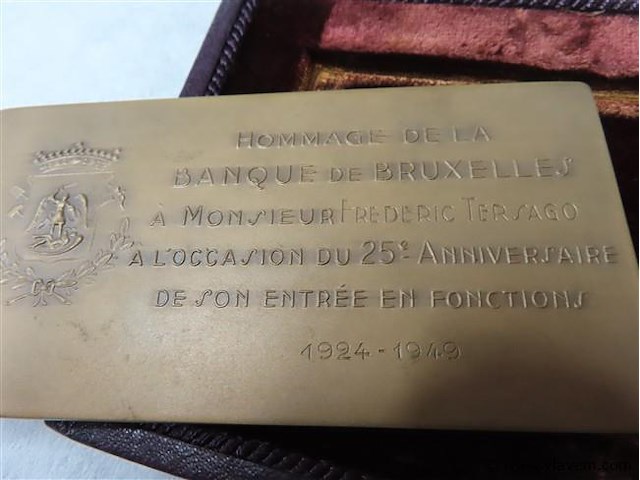 HOMMAGE DE LA
BANQUE DE BRUXELLES
À MONSIEUR FREDERIC TERSAGO
À L'OCCASION DU 25e ANNIVERSAIRE
DE SON ENTRÉE EN FONCTIONS
1924-1949